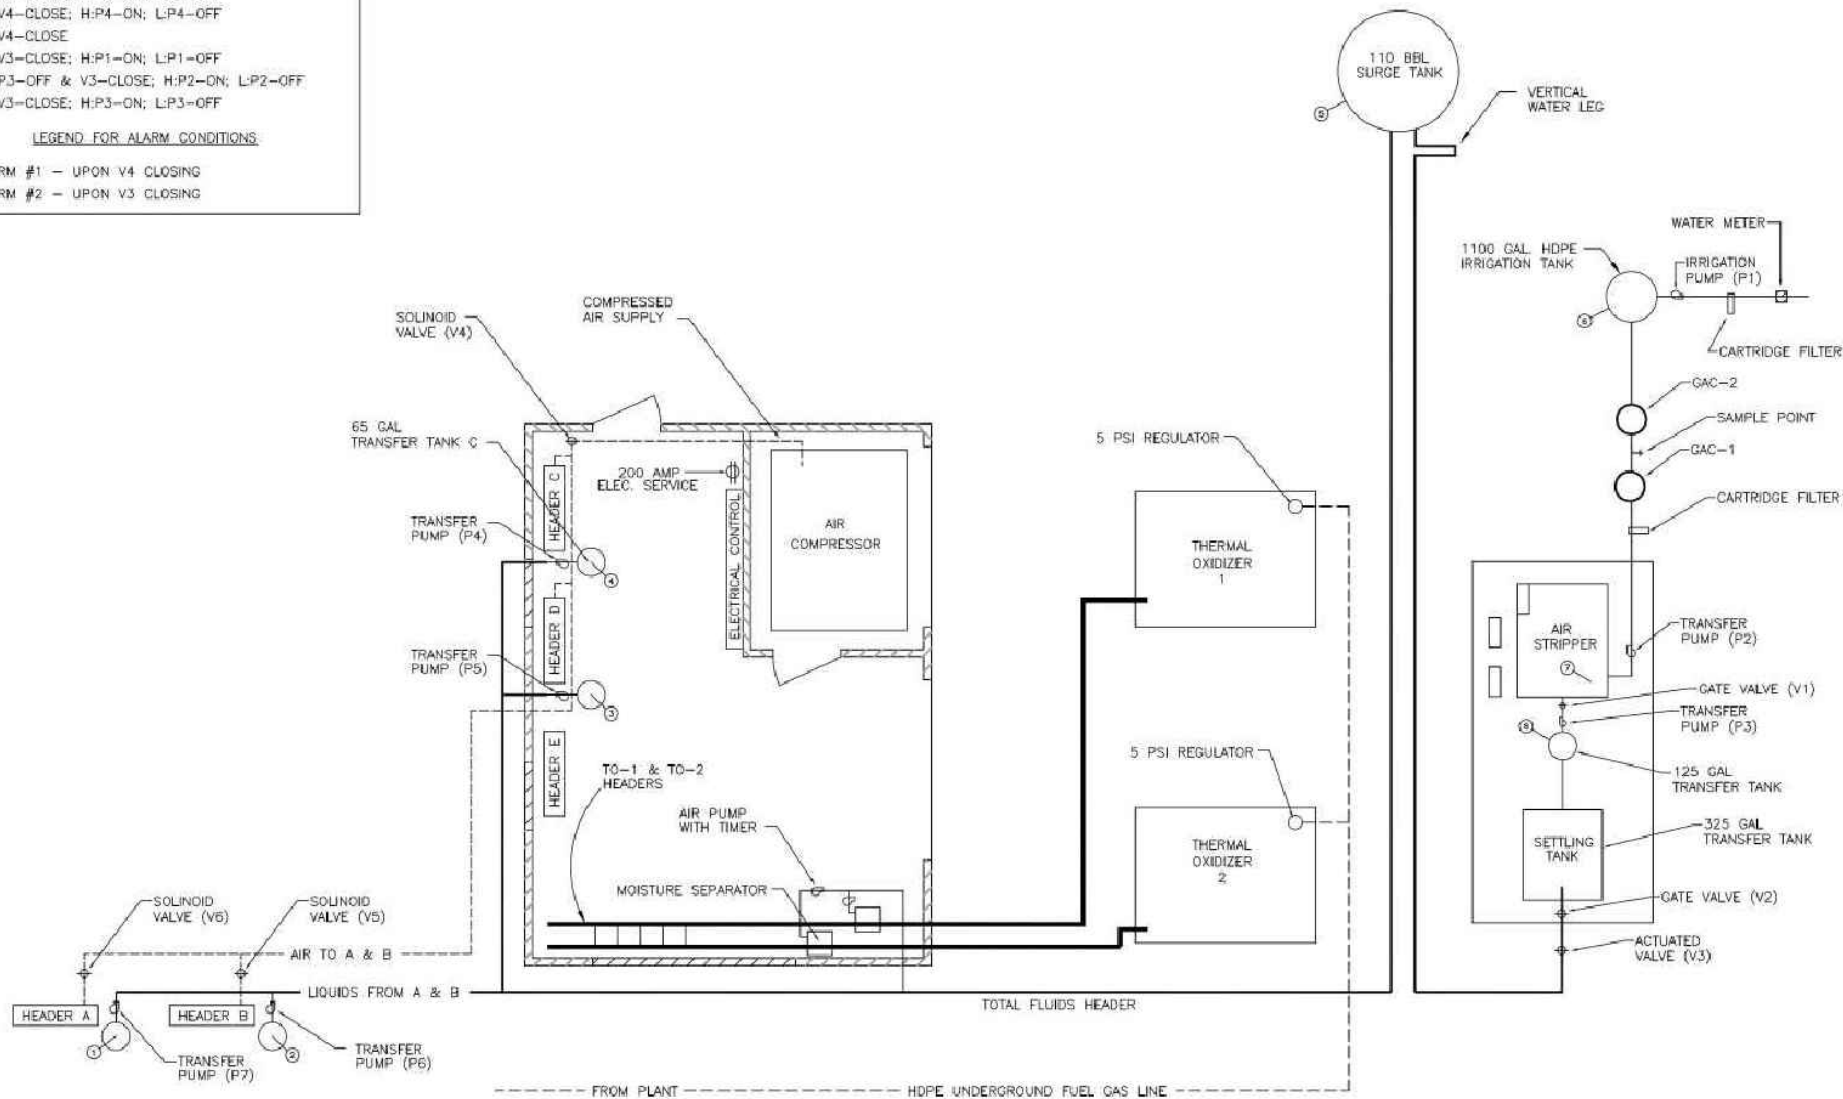 V4-CLOSE; H:P4-ON; L:P4-OFF
V4-CLOSE
V3-CLOSE; H:P1-ON; L:P1-OFF
P3-OFF & V3-CLOSE; H:P2-ON; L:P2-OFF
V3-CLOSE; H:P3-ON; L:P3-OFF
LEGEND FOR ALARM CONDITIONS
RM #1 - UPON V4 CLOSING
RM #2 - UPON V3 CLOSING
110 BBL
SURGE TANK
VERTICAL
WATER LEG
WATER METER
1100 GAL. HDPE
IRRIGATION TANK
IRRIGATION
PUMP (P1)
6
CARTRIDGE FILTER
GAC-2
SAMPLE POINT
GAC-1
CARTRIDGE FILTER
COMPRESSED
AIR SUPPLY
SOLINOID
VALVE (V4)
65 GAL
TRANSFER TANK C
200 AMP
ELEC. SERVICE
HEADER C
TRANSFER
PUMP (P4)
4
ELECTRICAL CONTROL
AIR
COMPRESSOR
HEADER D
TRANSFER
PUMP (P5)
3
HEADER E
5 PSI REGULATOR
THERMAL
OXIDIZER
1
5 PSI REGULATOR
THERMAL
OXIDIZER
2
TO-1 & TO-2
HEADERS
AIR PUMP
WITH TIMER
MOISTURE SEPARATOR
AIR
STRIPPER
7
TRANSFER
PUMP (P2)
GATE VALVE (V1)
TRANSFER
PUMP (P3)
8
125 GAL
TRANSFER TANK
SETTLING
TANK
325 GAL
TRANSFER TANK
GATE VALVE (V2)
ACTUATED
VALVE (V3)
SOLINOID
VALVE (V6)
SOLINOID
VALVE (V5)
AIR TO A & B
LIQUIDS FROM A & B
TOTAL FLUIDS HEADER
HEADER A
HEADER B
1
2
TRANSFER
PUMP (P7)
TRANSFER
PUMP (P6)
FROM PLANT
HDPE UNDERGROUND FUEL GAS LINE